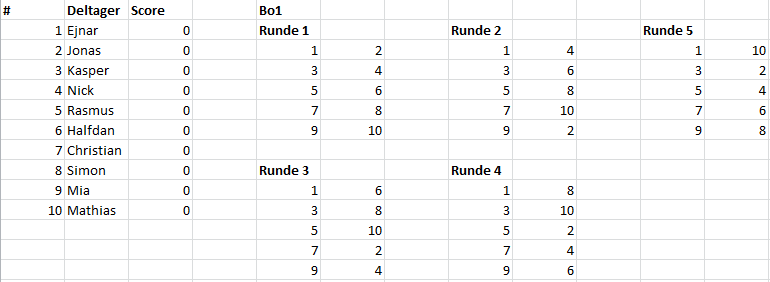 # Deltager Score Bo1
1 Ejnar 0 Runde 1 Runde 2 Runde 5
2 Jonas 0 1 2 1 4 1 10
3 Kasper 0 3 4 3 6 3 2
4 Nick 0 5 6 5 8 5 4
5 Rasmus 0 7 8 7 10 7 6
6 Halfdan 0 9 10 9 2 9 8
7 Christian 0
8 Simon 0 Runde 3 Runde 4
9 Mia 0 1 6 1 8
10 Mathias 0 3 8 3 10
5 10 5 2
7 2 7 4
9 4 9 6